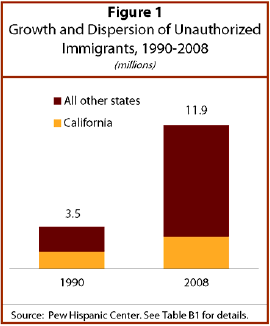 Figure 1
Growth and Dispersion of Unauthorized
Immigrants, 1990-2008
(millions)
All other states
California
11.9
3.5
1990
2008
Source: Pew Hispanic Center. See Table B1 for details.